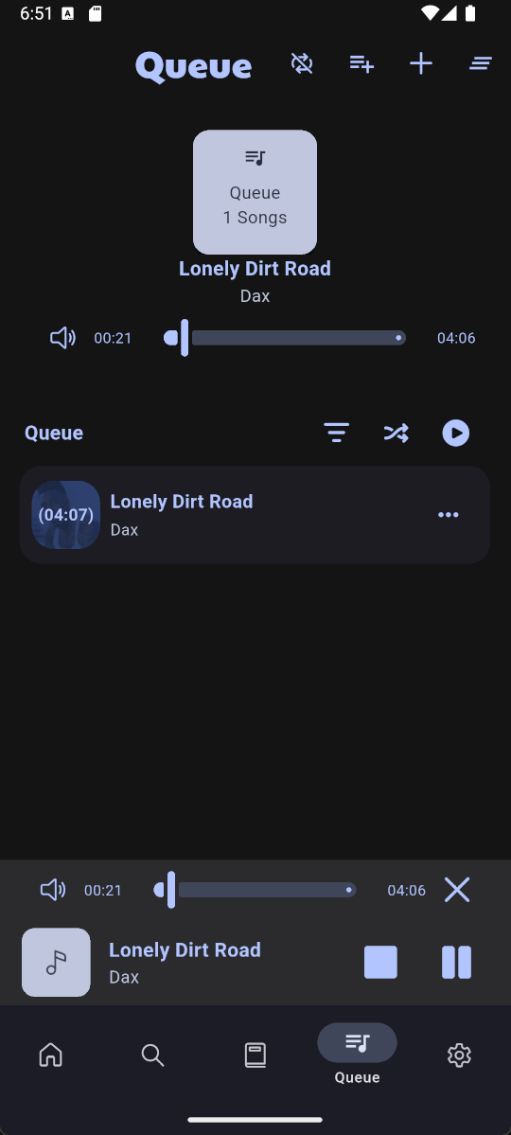 6:51
A
Queue
Queue
1 Songs
Lonely Dirt Road
Dax
00:21
04:06
Queue
(04:07)
Lonely Dirt Road
Dax
00:21
04:06
Lonely Dirt Road
Dax
Queue